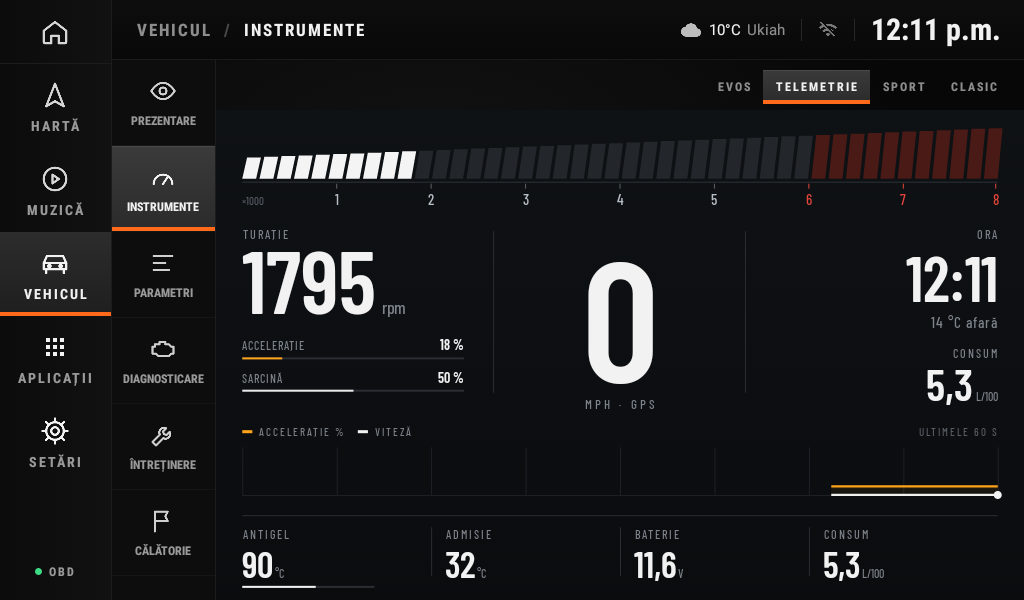 VEHICUL / INSTRUMENTE
10°C Ukiah
12:11 p.m.
HARTĂ
MUZICĂ
VEHICUL
APLICAȚII
SETĂRI
OBD
PREZENTARE
INSTRUMENTE
PARAMETRI
DIAGNOSTICARE
ÎNTREȚINERE
CĂLĂTORIE
EVOS TELEMETRIE SPORT CLASIC
×1000 1 2 3 4 5 6 7 8
TURAȚIE
1795 rpm
ACCELERAȚIE 18 %
SARCINĂ 50 %
0
MPH · GPS
ORA
12:11
14 °C afară
CONSUM
5,3 L/100
ACCELERAȚIE % VITEZĂ ULTIMELE 60 S
ANTIGEL ADMISIE BATERIE CONSUM
90 °C 32 °C 11,6 V 5,3 L/100